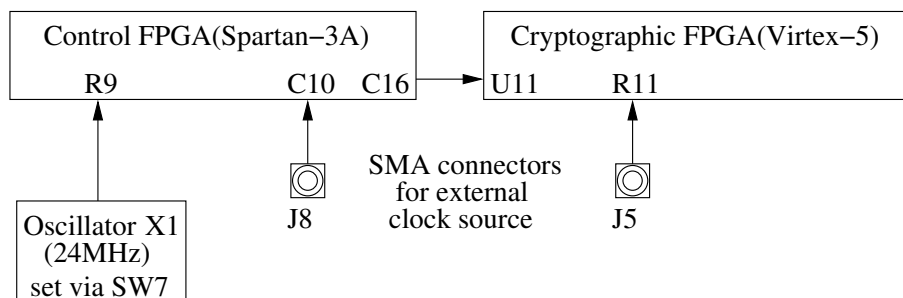 Control FPGA(Spartan−3A)
Cryptographic FPGA(Virtex−5)
R9
C10
C16
U11
R11
SMA connectors
for external
clock source
J8
J5
Oscillator X1
(24MHz)
set via SW7